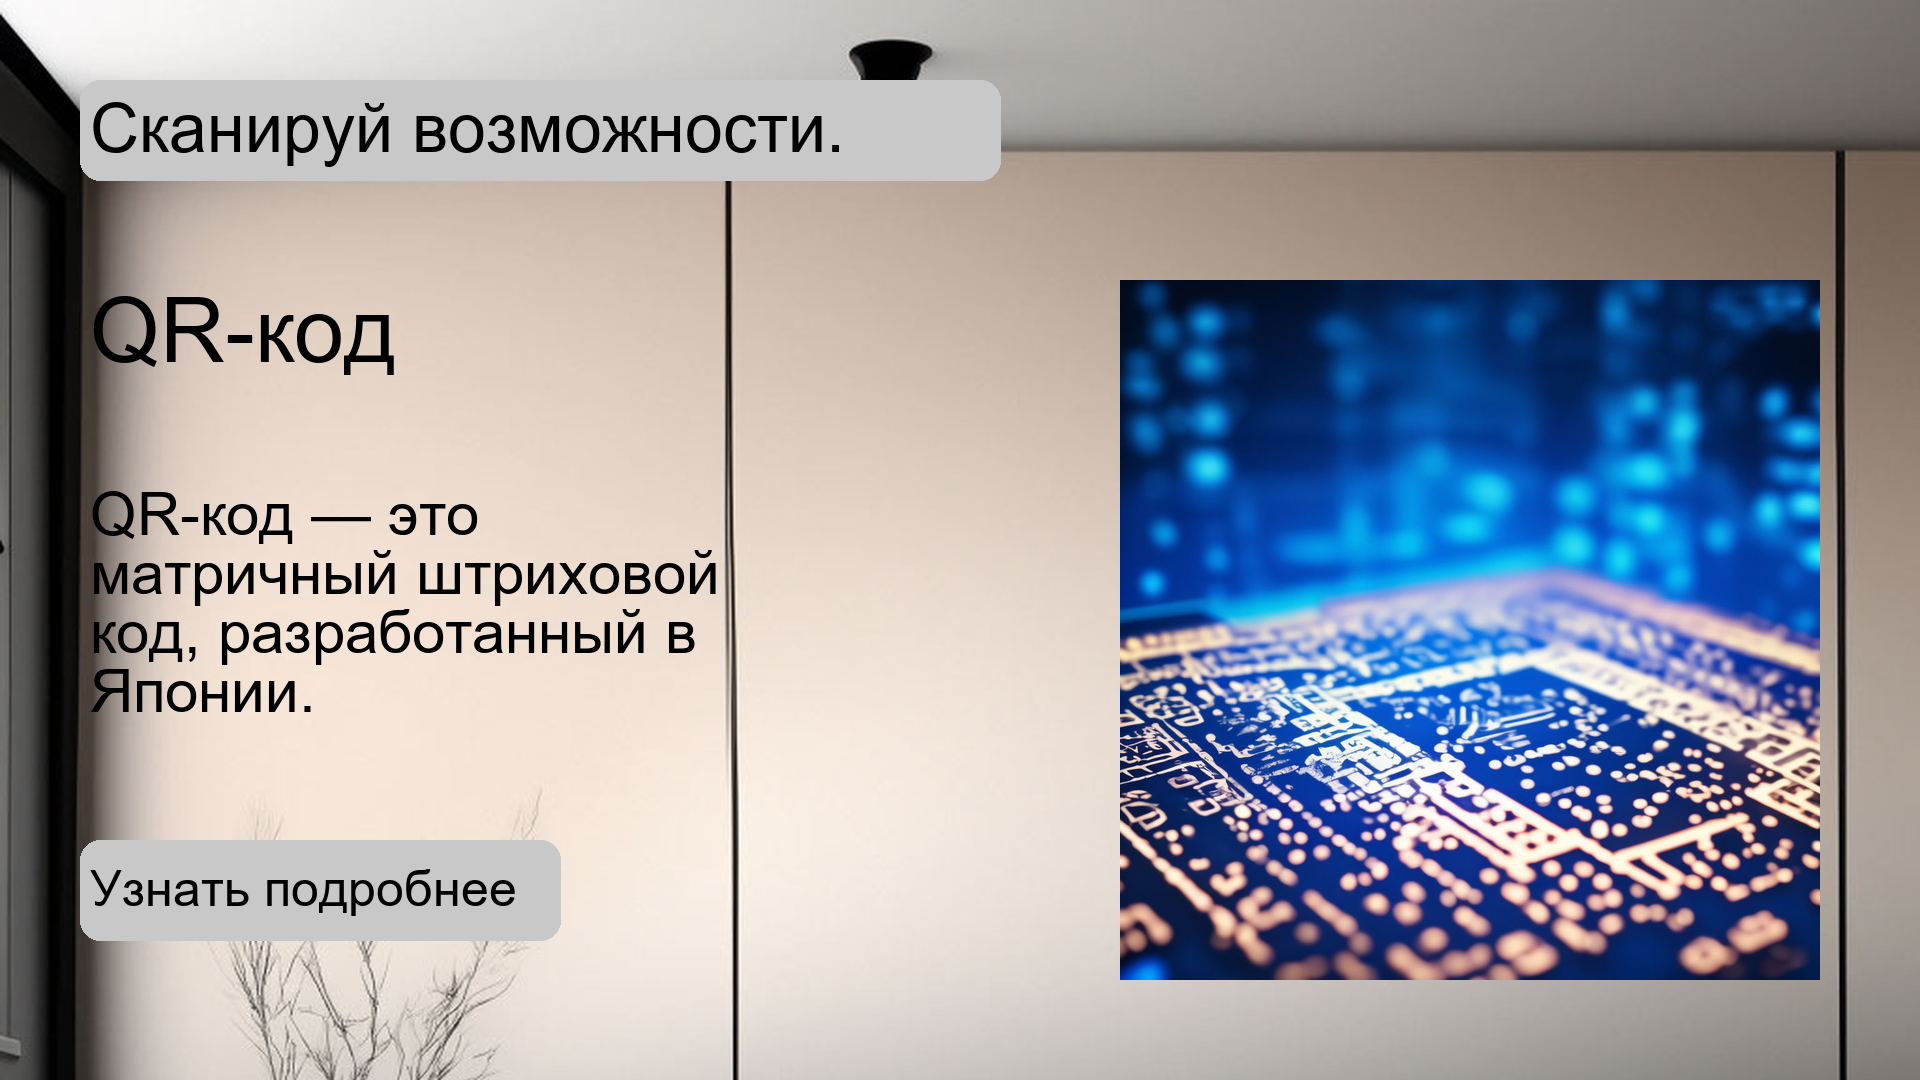 Сканируй возможности.
QR-код
QR-код — это
матричный штриховой
код, разработанный в
Японии.
Узнать подробнее